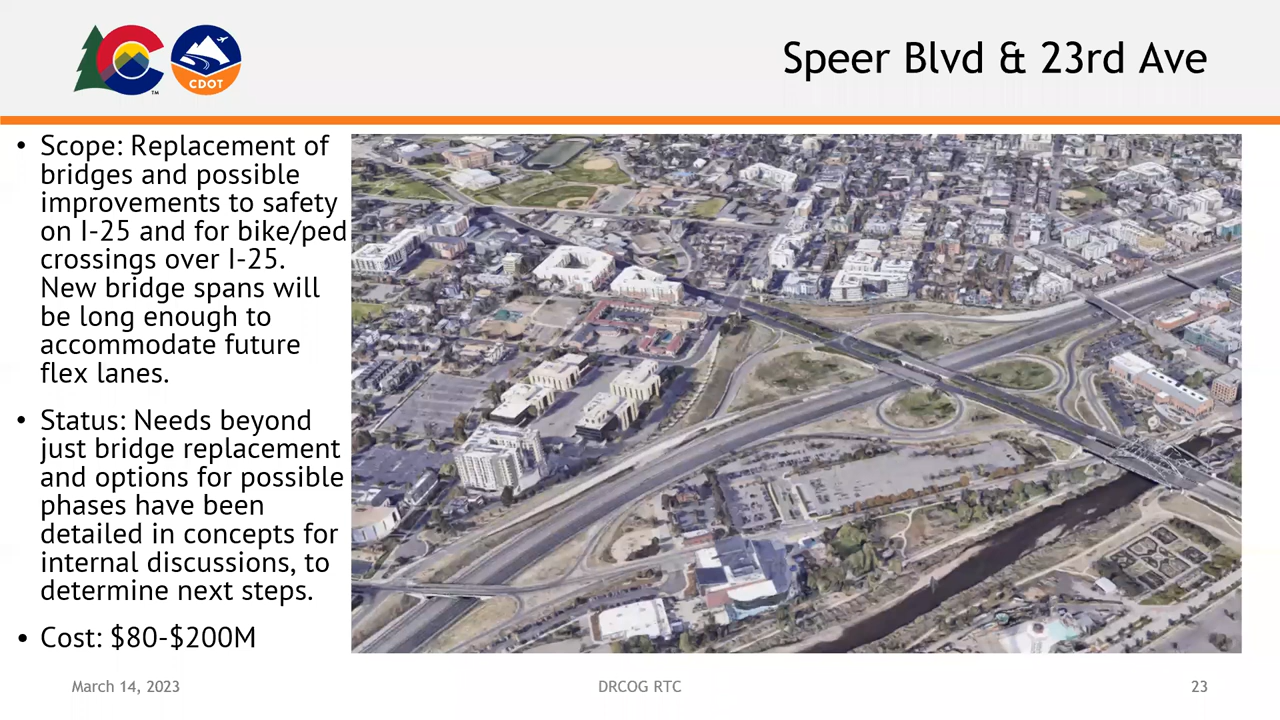 CDOT
TM
Speer Blvd & 23rd Ave
• Scope: Replacement of
bridges and possible
improvements to safety
on I-25 and for bike/ped
crossings over I-25.
New bridge spans will
be long enough to
accommodate future
flex lanes.
• Status: Needs beyond
just bridge replacement
and options for possible
phases have been
detailed in concepts for
internal discussions, to
determine next steps.
• Cost: $80-$200M
March 14, 2023
DRCOG RTC
23